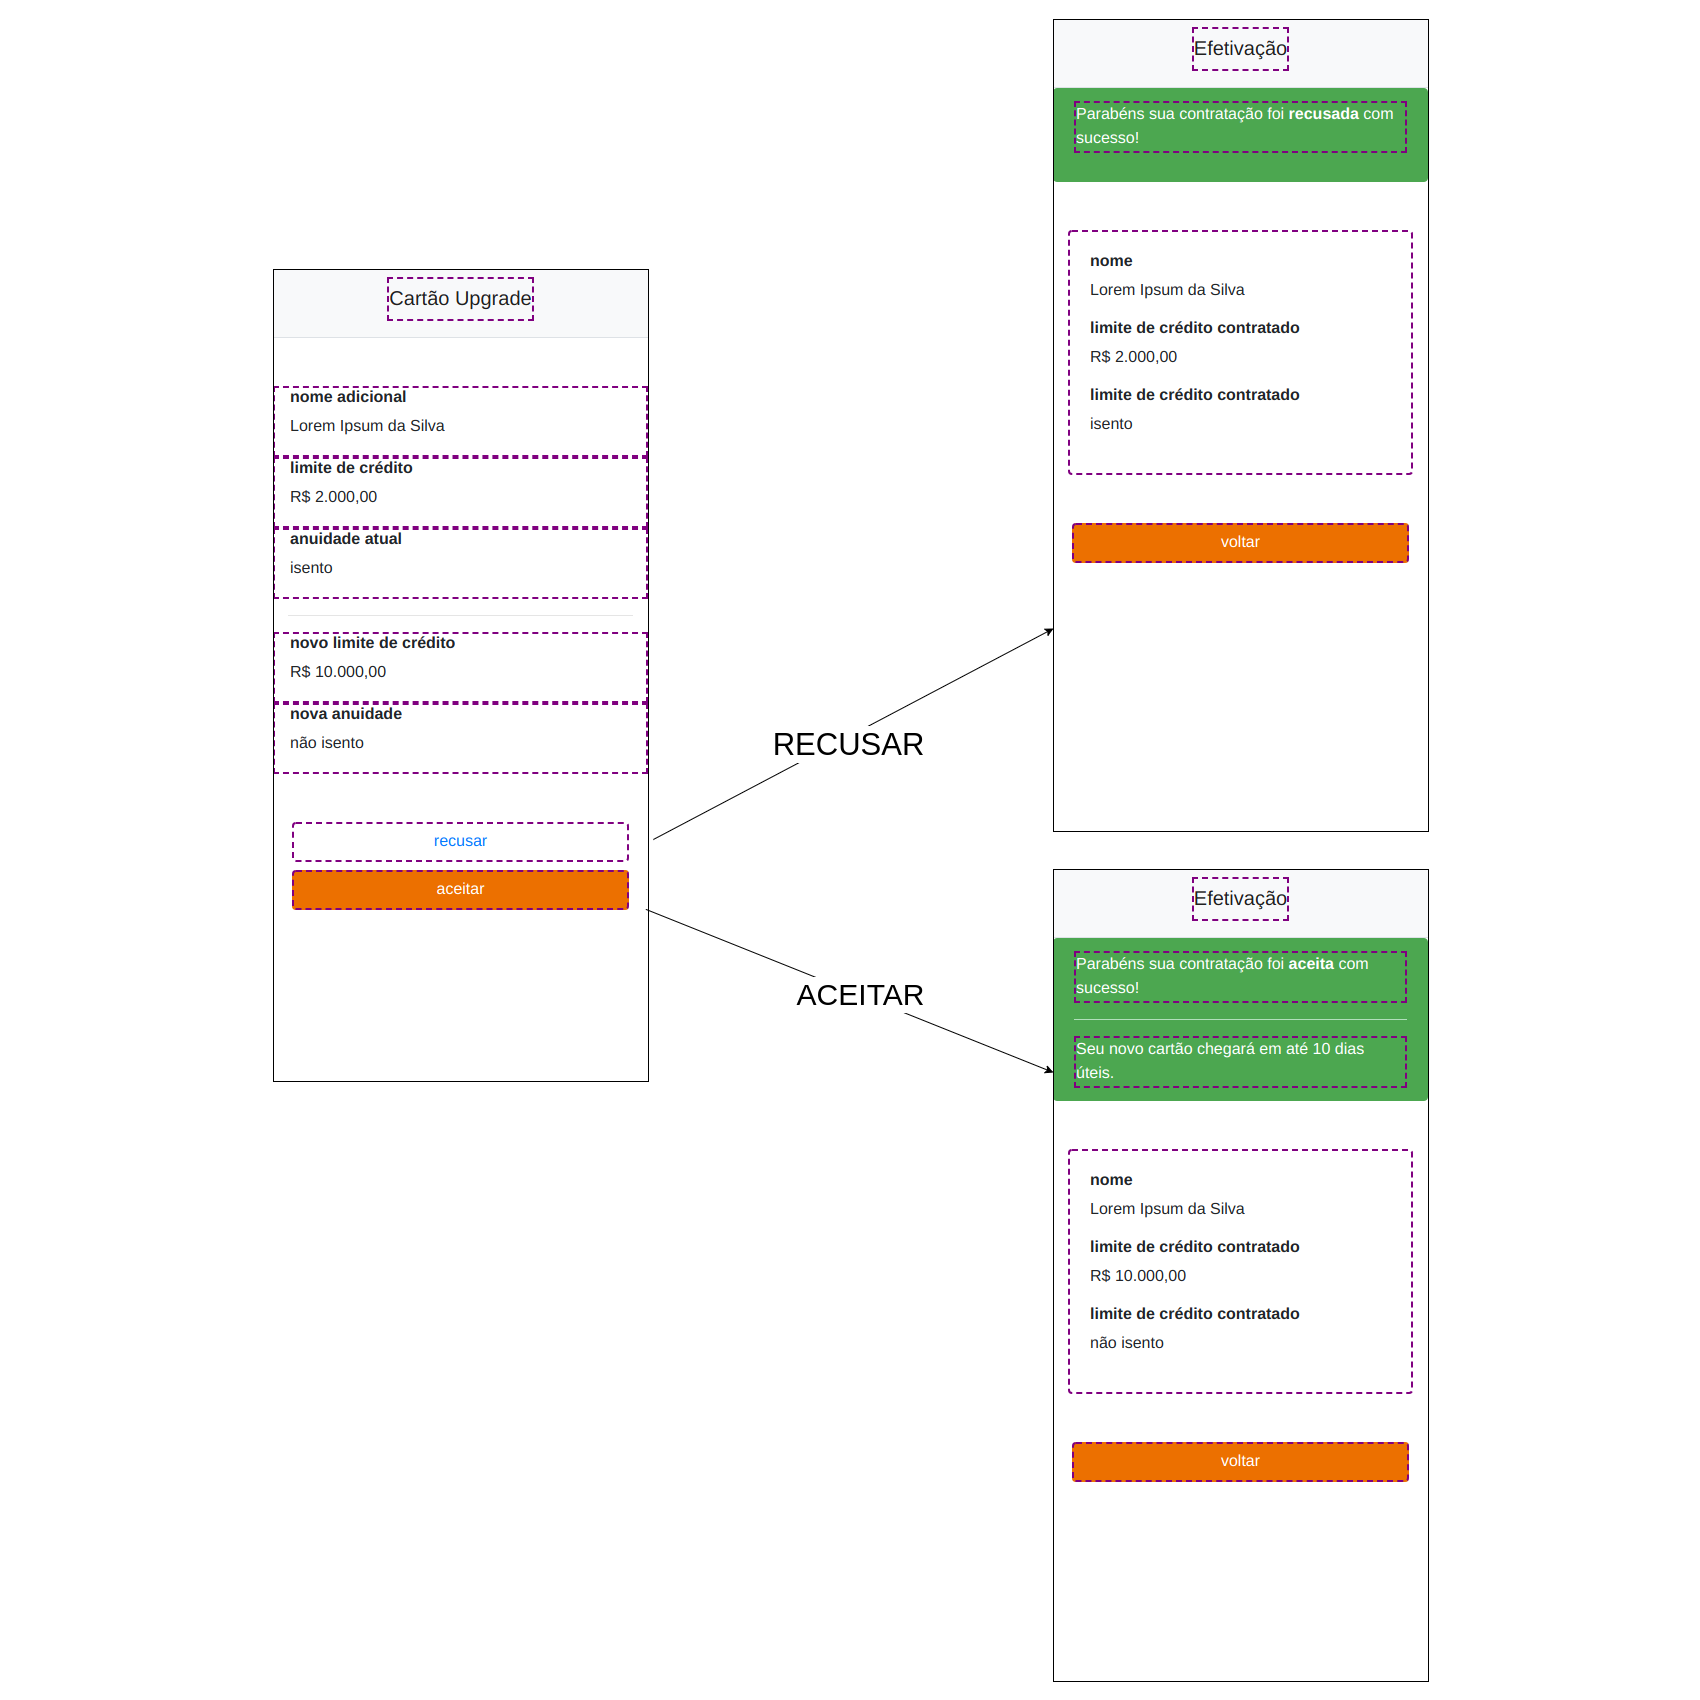 Cartão Upgrade
nome adicional
Lorem Ipsum da Silva
limite de crédito
R$ 2.000,00
anuidade atual
isento
novo limite de crédito
R$ 10.000,00
nova anuidade
não isento
recusar
aceitar
RECUSAR
ACEITAR
Efetivação
Parabéns sua contratação foi recusada com
sucesso!
nome
Lorem Ipsum da Silva
limite de crédito contratado
R$ 2.000,00
limite de crédito contratado
isento
voltar
Efetivação
Parabéns sua contratação foi aceita com
sucesso!
Seu novo cartão chegará em até 10 dias
úteis.
nome
Lorem Ipsum da Silva
limite de crédito contratado
R$ 10.000,00
limite de crédito contratado
não isento
voltar